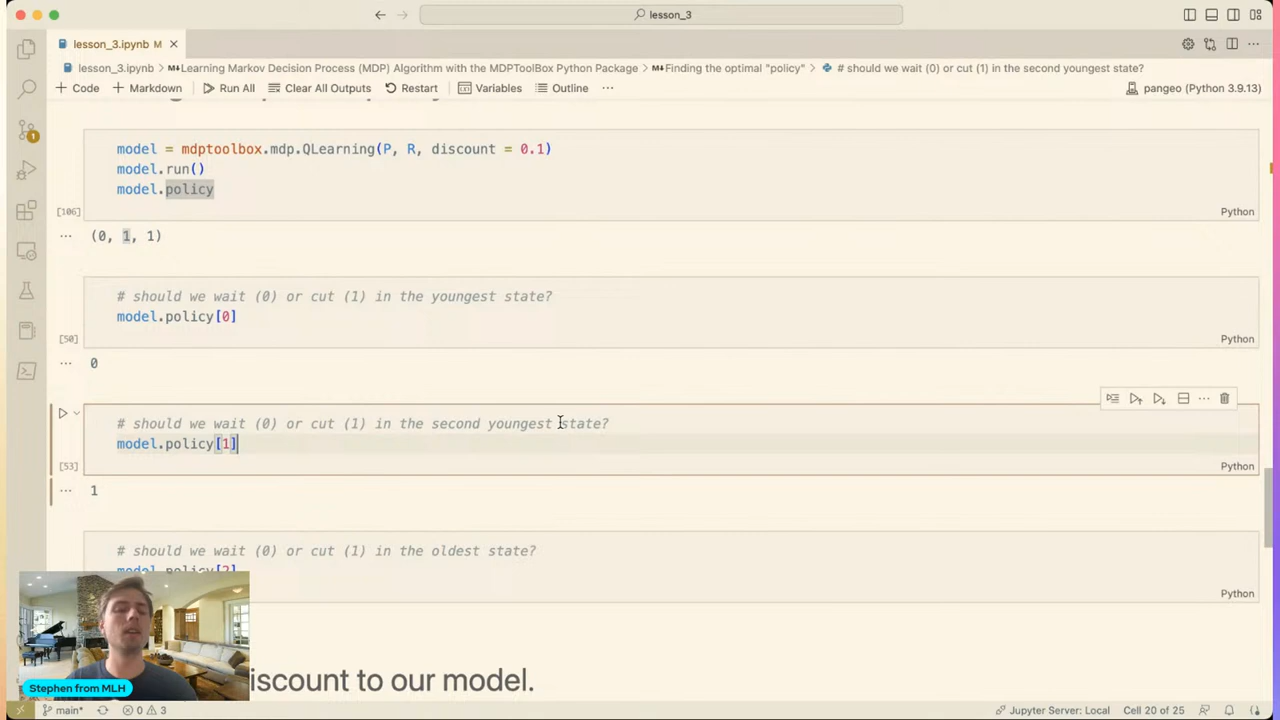 lesson_3
lesson_3.ipynb M
lesson_3.ipynb > M↓Learning Markov Decision Process (MDP) Algorithm with the MDPToolBox Python Package > M↓Finding the optimal "policy" > # should we wait (0) or cut (1) in the second youngest state?
+ Code + Markdown Run All Clear All Outputs Restart Variables Outline ... pangeo (Python 3.9.13)
model = mdptoolbox.mdp.QLearning(P, R, discount = 0.1)
model.run()
model.policy
[106] Python
... (0, 1, 1)
# should we wait (0) or cut (1) in the youngest state?
model.policy[0]
[50] Python
... 0
# should we wait (0) or cut (1) in the second youngest state?
model.policy[1]
[53] Python
... 1
# should we wait (0) or cut (1) in the oldest state?
model.policy[2]
Python
iscount to our model.
Stephen from MLH
main* 0 3 Jupyter Server: Local Cell 20 of 25